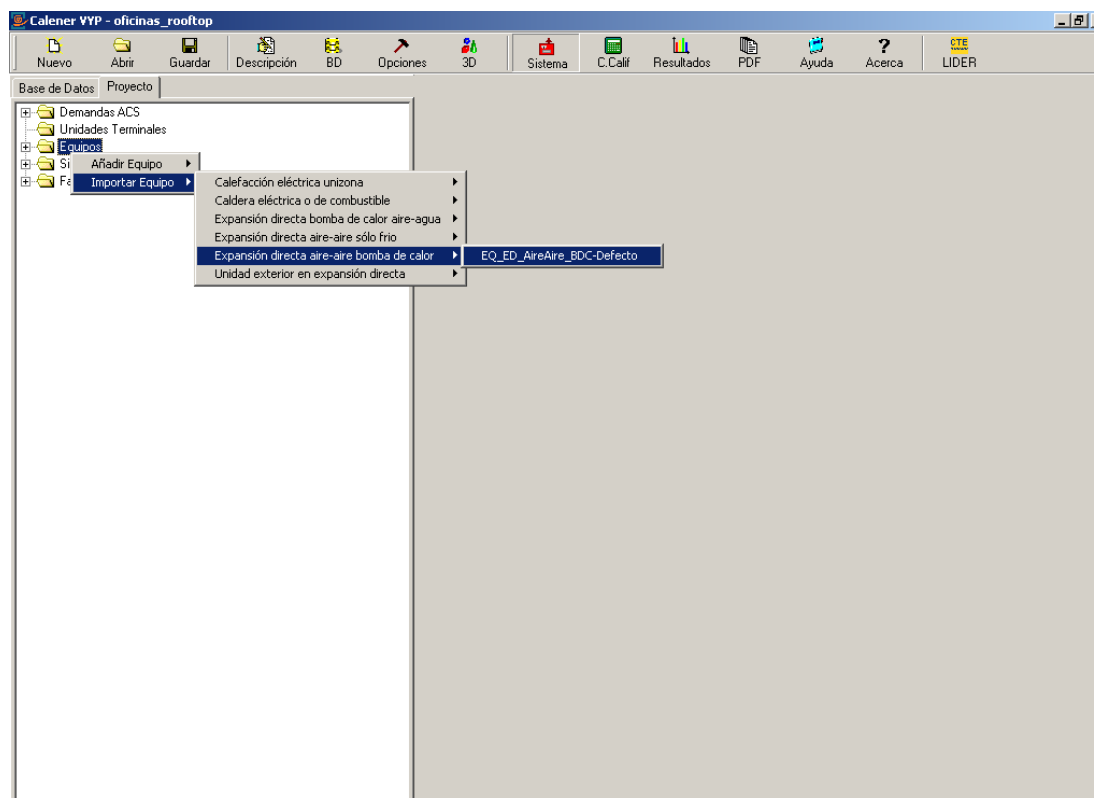 Calener VYP - oficinas_rooftop
Nuevo Abrir Guardar Descripción BD Opciones 3D Sistema C.Calif Resultados PDF Ayuda Acerca CTE LIDER
Base de Datos Proyecto
Demandas ACS
Unidades Terminales
Equipos
Si Añadir Equipo
Fa Importar Equipo Calefacción eléctrica unizona
Caldera eléctrica o de combustible
Expansión directa bomba de calor aire-agua
Expansión directa aire-aire sólo frio
Expansión directa aire-aire bomba de calor EQ_ED_AireAire_BDC-Defecto
Unidad exterior en expansión directa